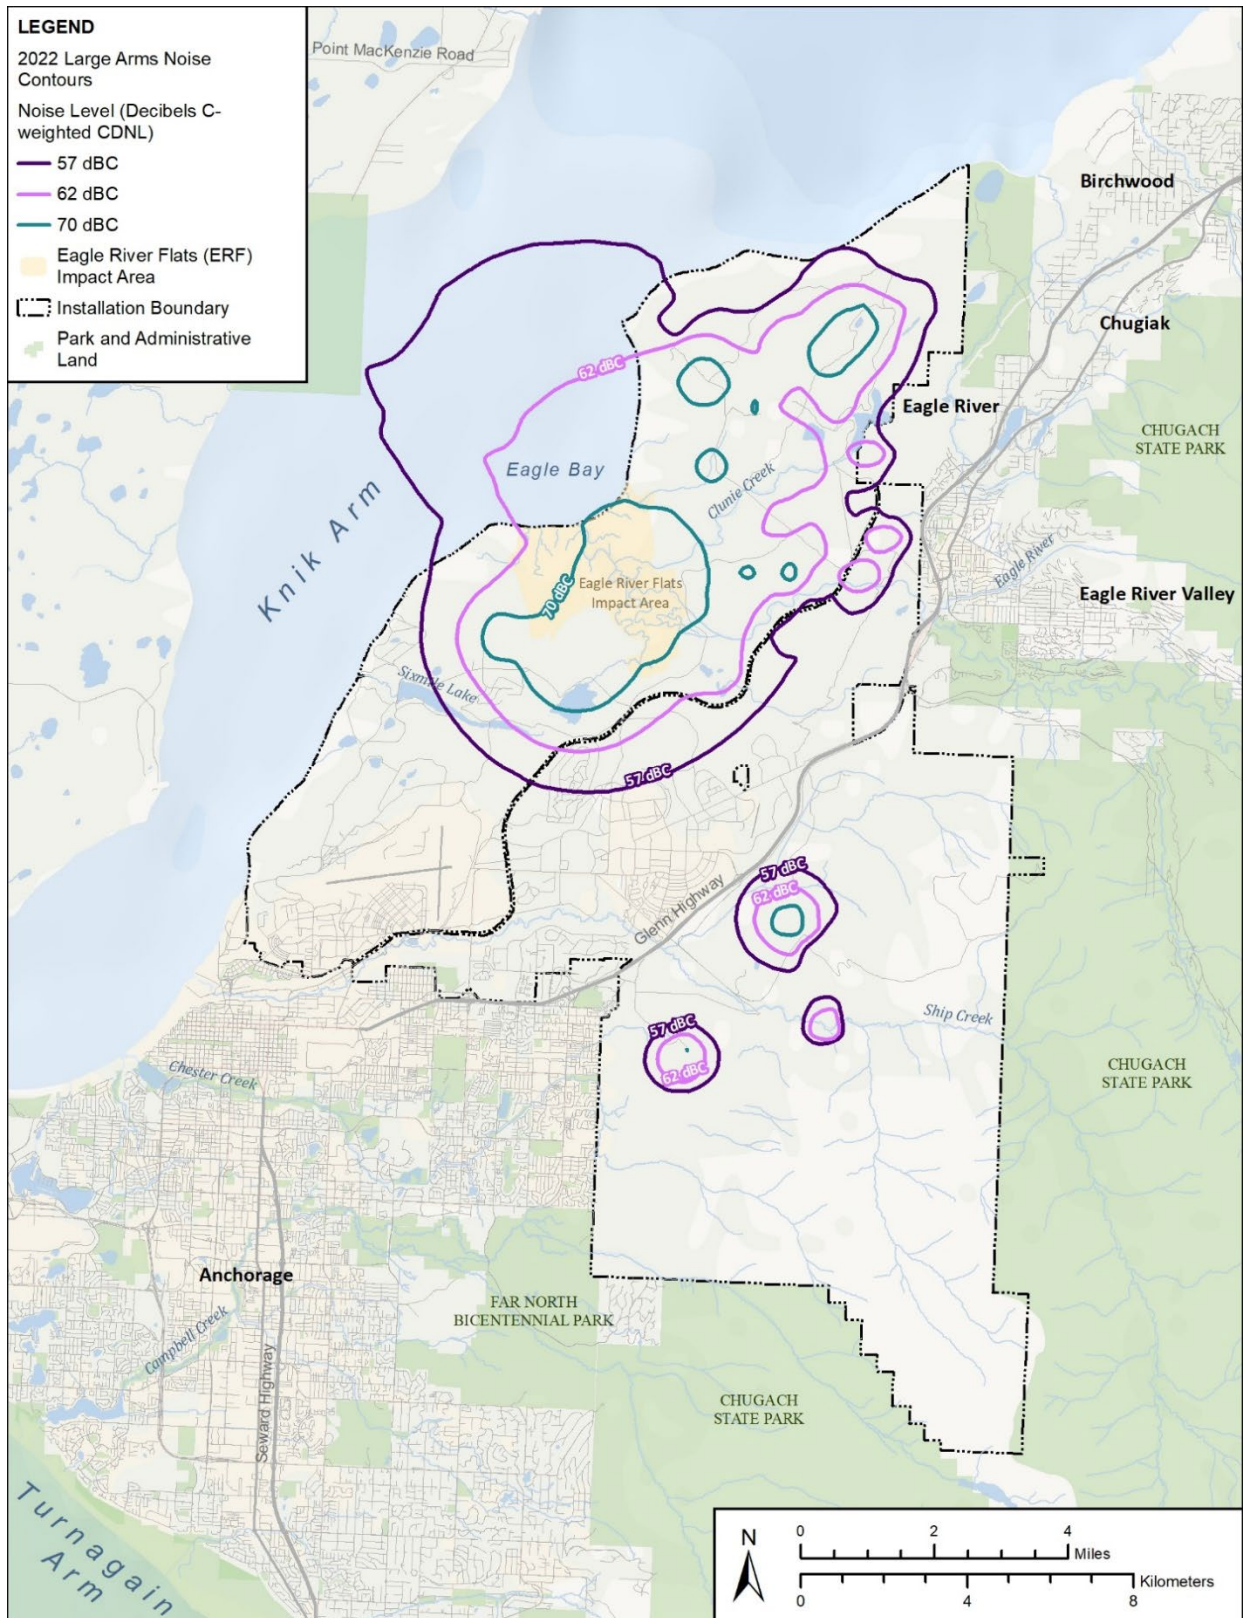 LEGEND
2022 Large Arms Noise
Contours
Noise Level (Decibels C-
weighted CDNL)
57 dBC
62 dBC
70 dBC
Eagle River Flats (ERF)
Impact Area
Installation Boundary
Park and Administrative
Land
Point MacKenzie Road
Birchwood
Chugiak
62 dBC
Eagle River
CHUGACH
STATE PARK
Eagle Bay
Clunie Creek
Knik Arm
70 dBC
Eagle River Flats
Impact Area
Eagle River
Eagle River Valley
Sixmile Lake
57 dBC
57 dBC
62 dBC
Glenn Highway
Ship Creek
57 dBC
62 dBC
CHUGACH
STATE PARK
Chester Creek
Anchorage
FAR NORTH
BICENTENNIAL PARK
Campbell Creek
Seward Highway
CHUGACH
STATE PARK
Turnagain
Arm
N
0 2 4
Miles
Kilometers
0 4 8